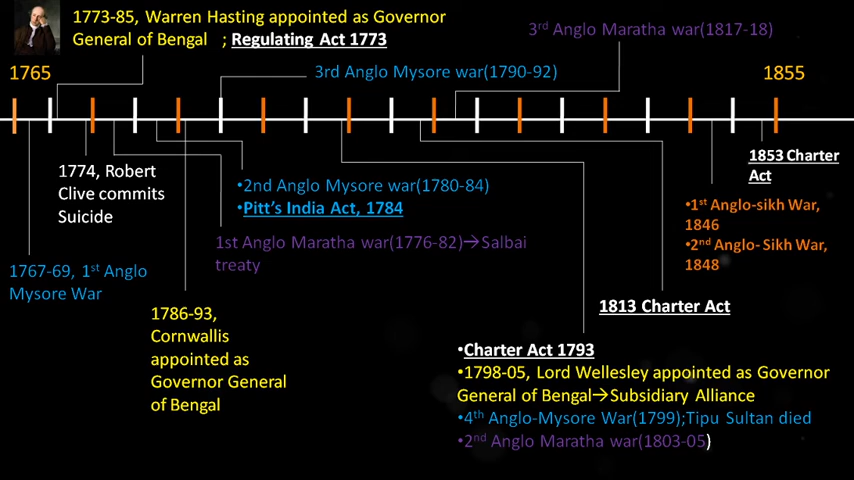 1773-85, Warren Hasting appointed as Governor
General of Bengal ; Regulating Act 1773
3rd Anglo Maratha war(1817-18)
1765
3rd Anglo Mysore war(1790-92)
1855
1774, Robert
Clive commits
Suicide
•2nd Anglo Mysore war(1780-84)
•Pitt's India Act, 1784
1st Anglo Maratha war(1776-82)→Salbai
treaty
1853 Charter
Act
•1st Anglo-sikh War,
1846
•2nd Anglo- Sikh War,
1848
1767-69, 1st Anglo
Mysore War
1786-93,
Cornwallis
appointed as
Governor General
of Bengal
1813 Charter Act
•Charter Act 1793
•1798-05, Lord Wellesley appointed as Governor
General of Bengal→Subsidiary Alliance
•4th Anglo-Mysore War(1799);Tipu Sultan died
•2nd Anglo Maratha war(1803-05)